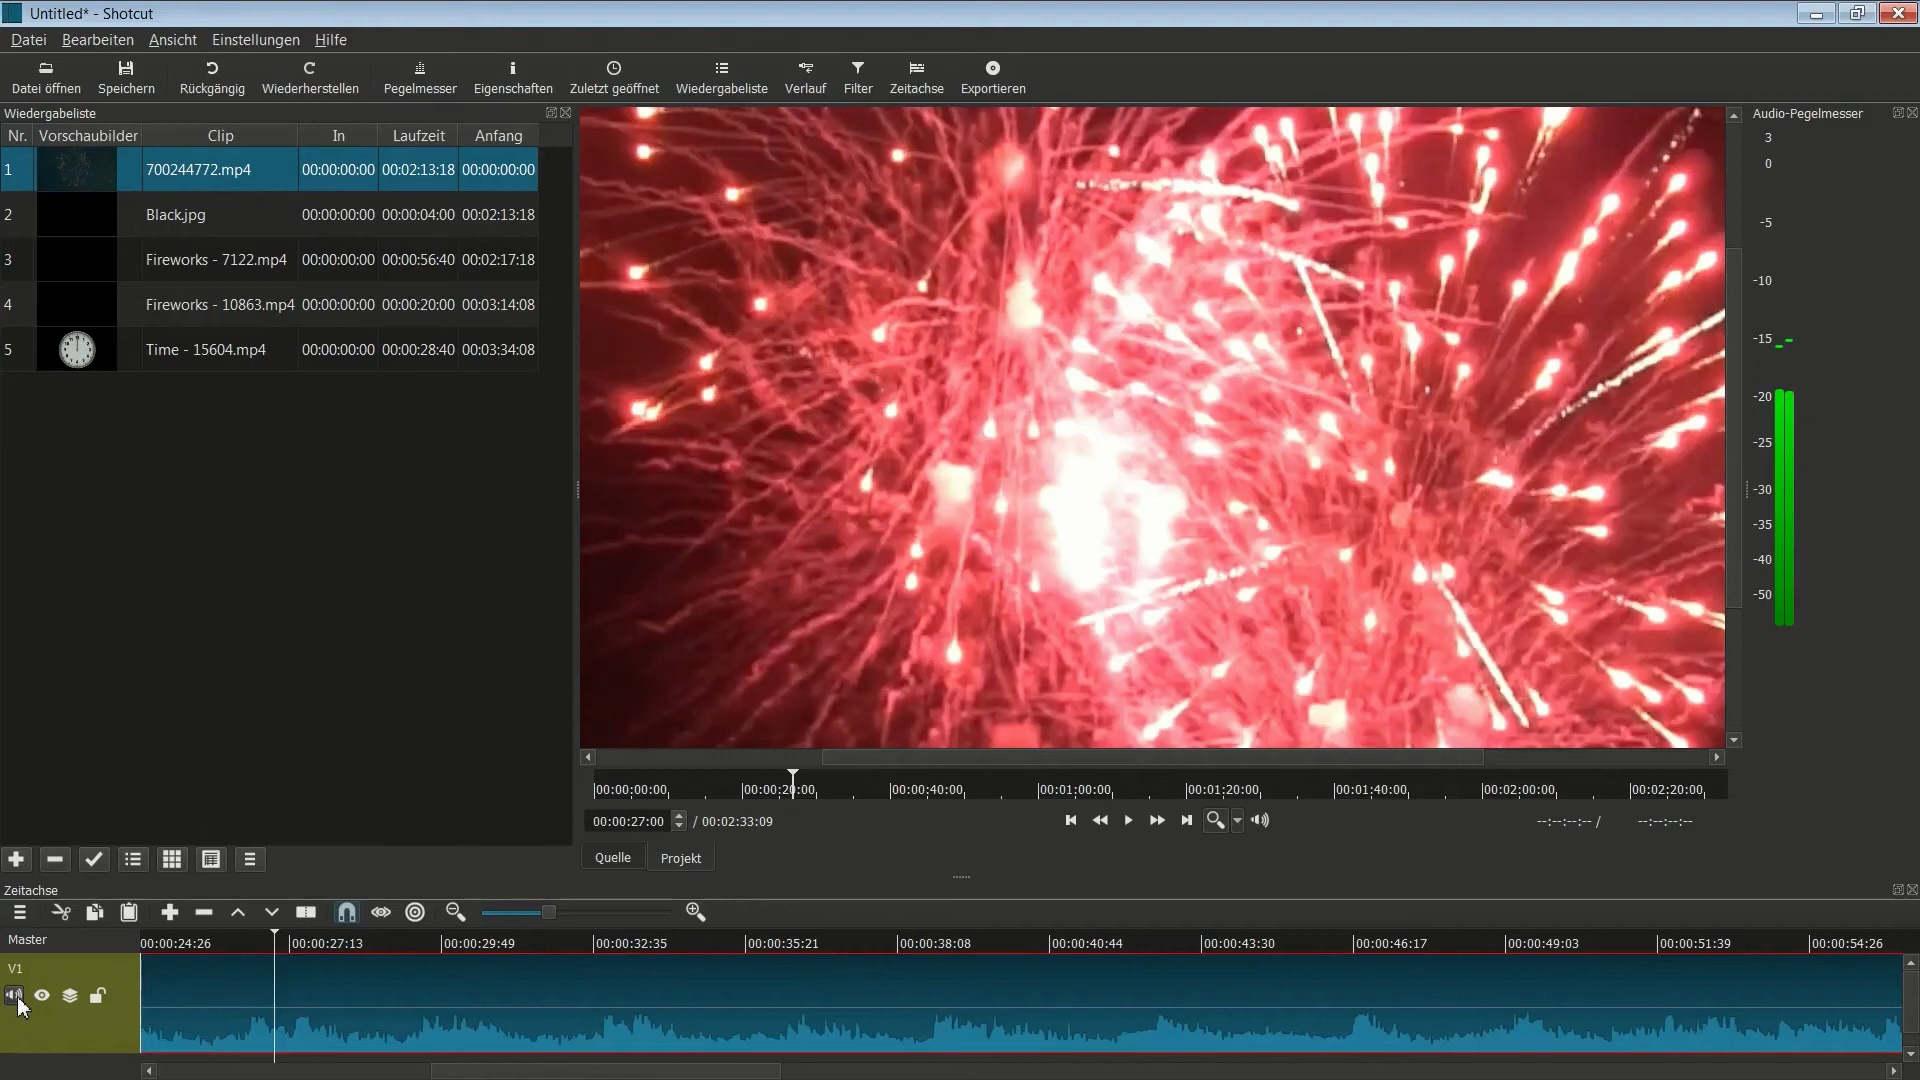 Untitled* - Shotcut
Datei Bearbeiten Ansicht Einstellungen Hilfe
Datei öffnen Speichern Rückgängig Wiederherstellen Pegelmesser Eigenschaften Zuletzt geöffnet Wiedergabeliste Verlauf Filter Zeitachse Exportieren
Wiedergabeliste
Nr. Vorschaubilder Clip In Laufzeit Anfang
1 700244772.mp4 00:00:00:00 00:02:13:18 00:00:00:00
2 Black.jpg 00:00:00:00 00:00:04:00 00:02:13:18
3 Fireworks - 7122.mp4 00:00:00:00 00:00:56:40 00:02:17:18
4 Fireworks - 10863.mp4 00:00:00:00 00:00:20:00 00:03:14:08
5 Time - 15604.mp4 00:00:00:00 00:00:28:40 00:03:34:08
Audio-Pegelmesser
3
0
-5
-10
-15
-20
-25
-30
-35
-40
-50
00:00:00:00 00:00:20:00 00:00:40:00 00:01:00:00 00:01:20:00 00:01:40:00 00:02:00:00 00:02:20:00
00:00:27:00 / 00:02:33:09 --:--:--:-- / --:--:--:--
Quelle Projekt
Zeitachse
Master 00:00:24:26 00:00:27:13 00:00:29:49 00:00:32:35 00:00:35:21 00:00:38:08 00:00:40:44 00:00:43:30 00:00:46:17 00:00:49:03 00:00:51:39 00:00:54:26
V1